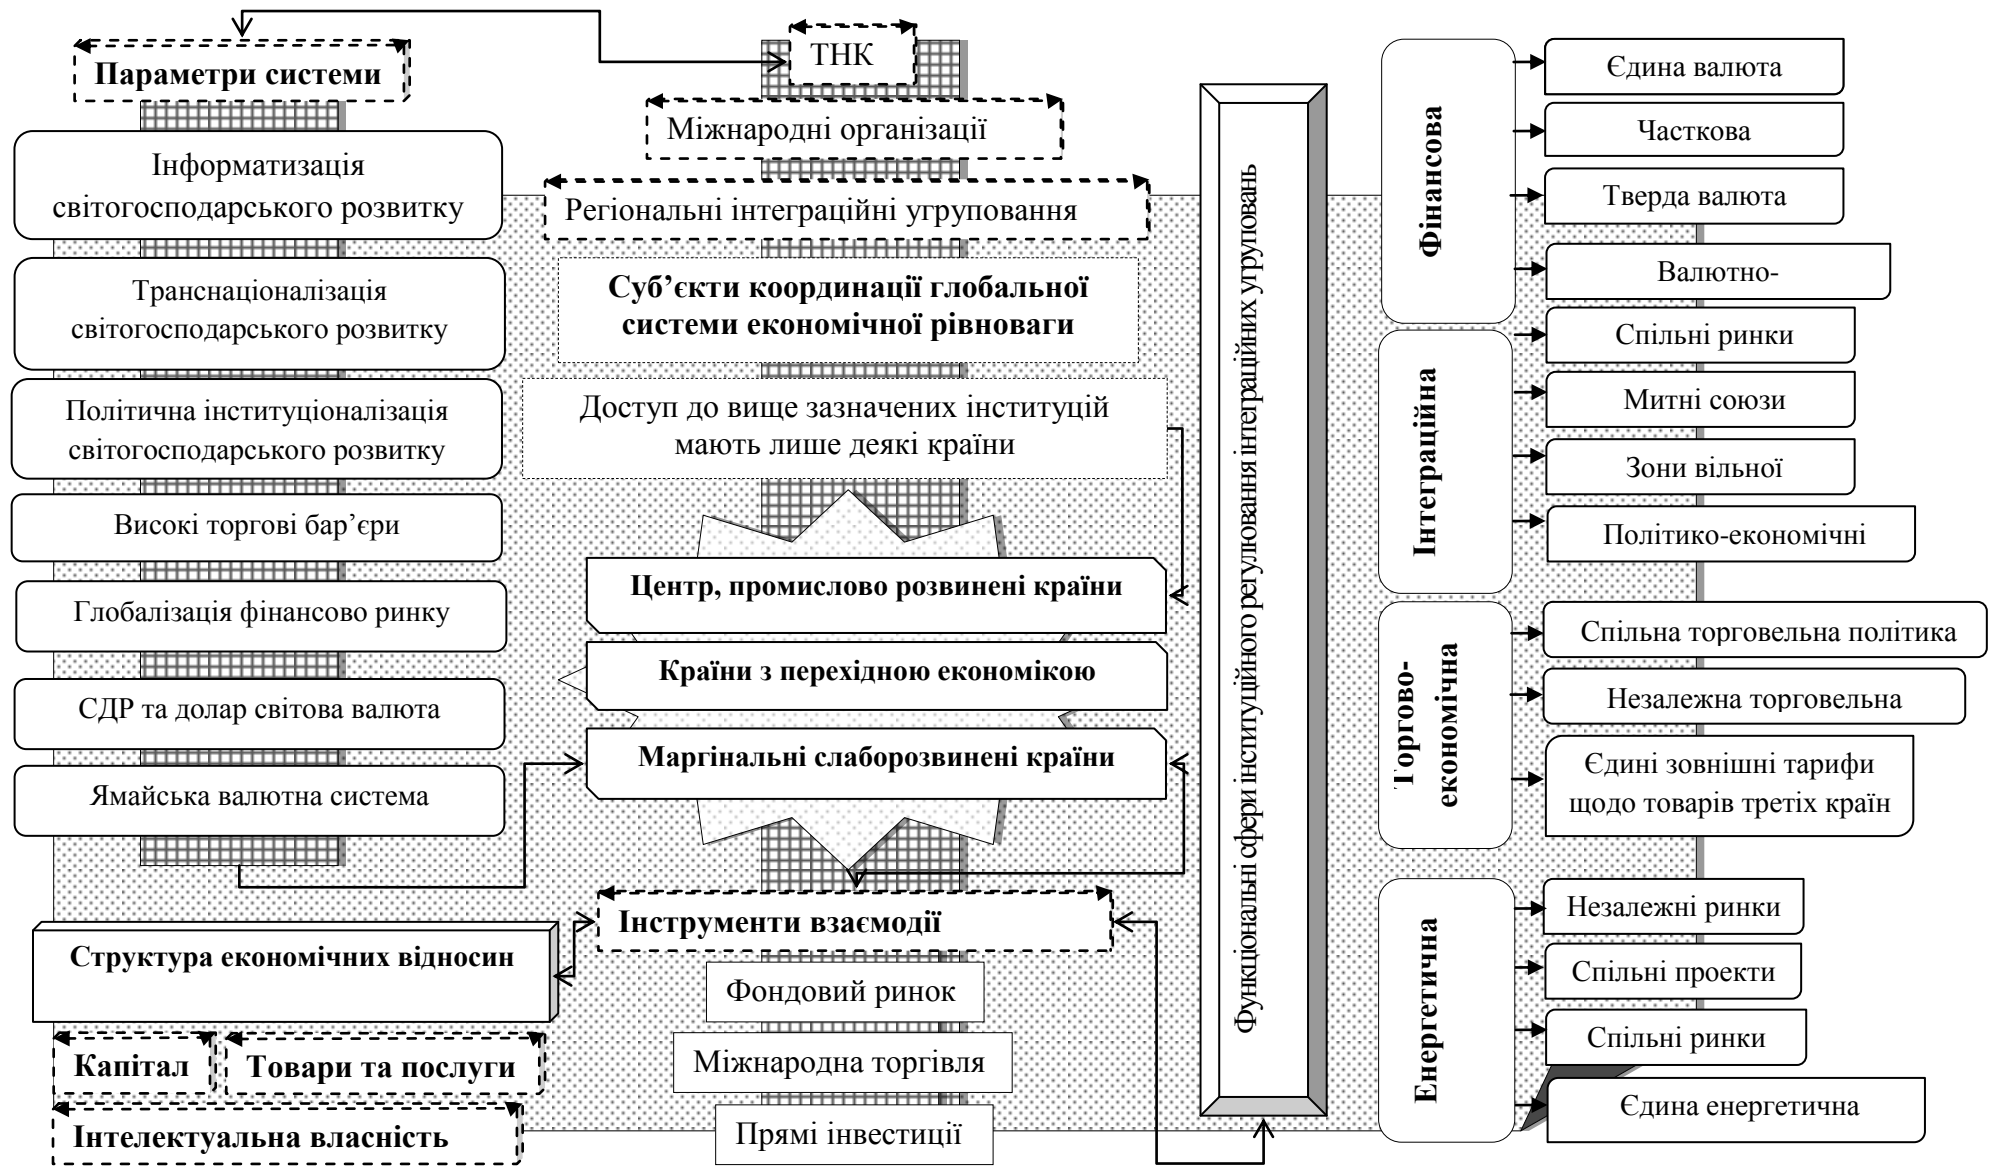 Параметри системи
Інформатизація
світогосподарського розвитку
Транснаціоналізація
світогосподарського розвитку
Політична інституціоналізація
світогосподарського розвитку
Високі торгові бар’єри
Глобалізація фінансово ринку
СДР та долар світова валюта
Ямайська валютна система
Структура економічних відносин
Капітал
Товари та послуги
Інтелектуальна власність
ТНК
Міжнародні організації
Регіональні інтеграційні угруповання
Суб’єкти координації глобальної
системи економічної рівноваги
Доступ до вище зазначених інституцій
мають лише деякі країни
Центр, промислово розвинені країни
Країни з перехідною економікою
Маргінальні слаборозвинені країни
Інструменти взаємодії
Фондовий ринок
Міжнародна торгівля
Прямі інвестиції
Функціональні сфери інституційного регулювання інтеграційних угруповань
Фінансова
Єдина валюта
Часткова
Тверда валюта
Валютно-
Інтеграційна
Спільні ринки
Митні союзи
Зони вільної
Політико-економічні
Торгово-
економічна
Спільна торговельна політика
Незалежна торговельна
Єдині зовнішні тарифи
щодо товарів третіх країн
Енергетична
Незалежні ринки
Спільні проекти
Спільні ринки
Єдина енергетична